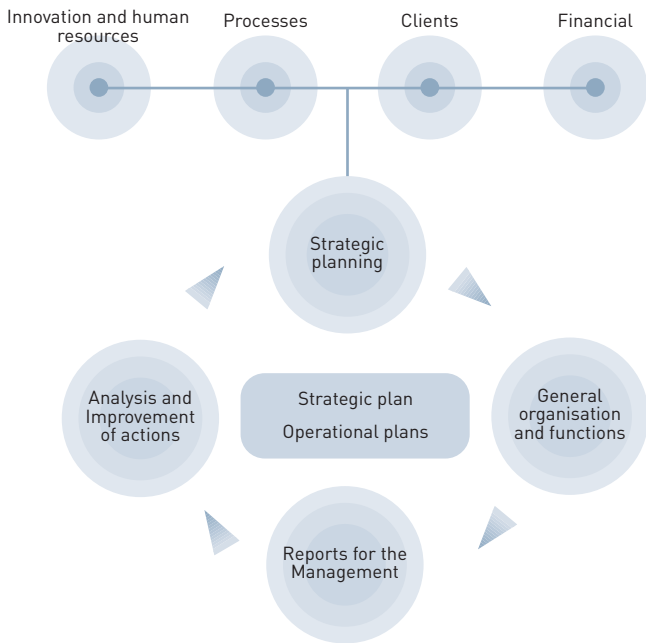 Innovation and human
resources
Processes
Clients
Financial
Strategic
planning
Analysis and
Improvement
of actions
Strategic plan
Operational plans
General
organisation
and functions
Reports for the
Management